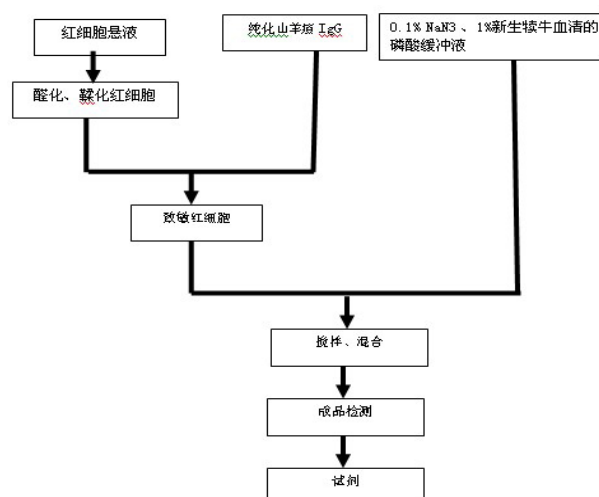 红细胞悬液
纯化山羊痘 IgG
0.1% NaN3 、1%新生犊牛血清的
磷酸缓冲液
醛化、鞣化红细胞
致敏红细胞
搅拌、混合
成品检测
试剂